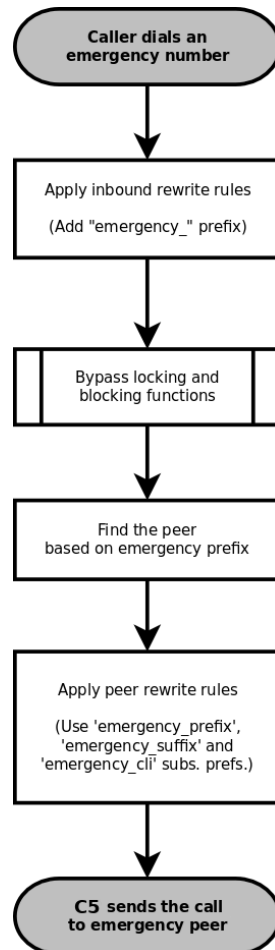 Caller dials an
emergency number
Apply inbound rewrite rules
(Add "emergency_" prefix)
Bypass locking and
blocking functions
Find the peer
based on emergency prefix
Apply peer rewrite rules
(Use 'emergency_prefix',
'emergency_suffix' and
'emergency_cli' subs. prefs.)
C5 sends the call
to emergency peer